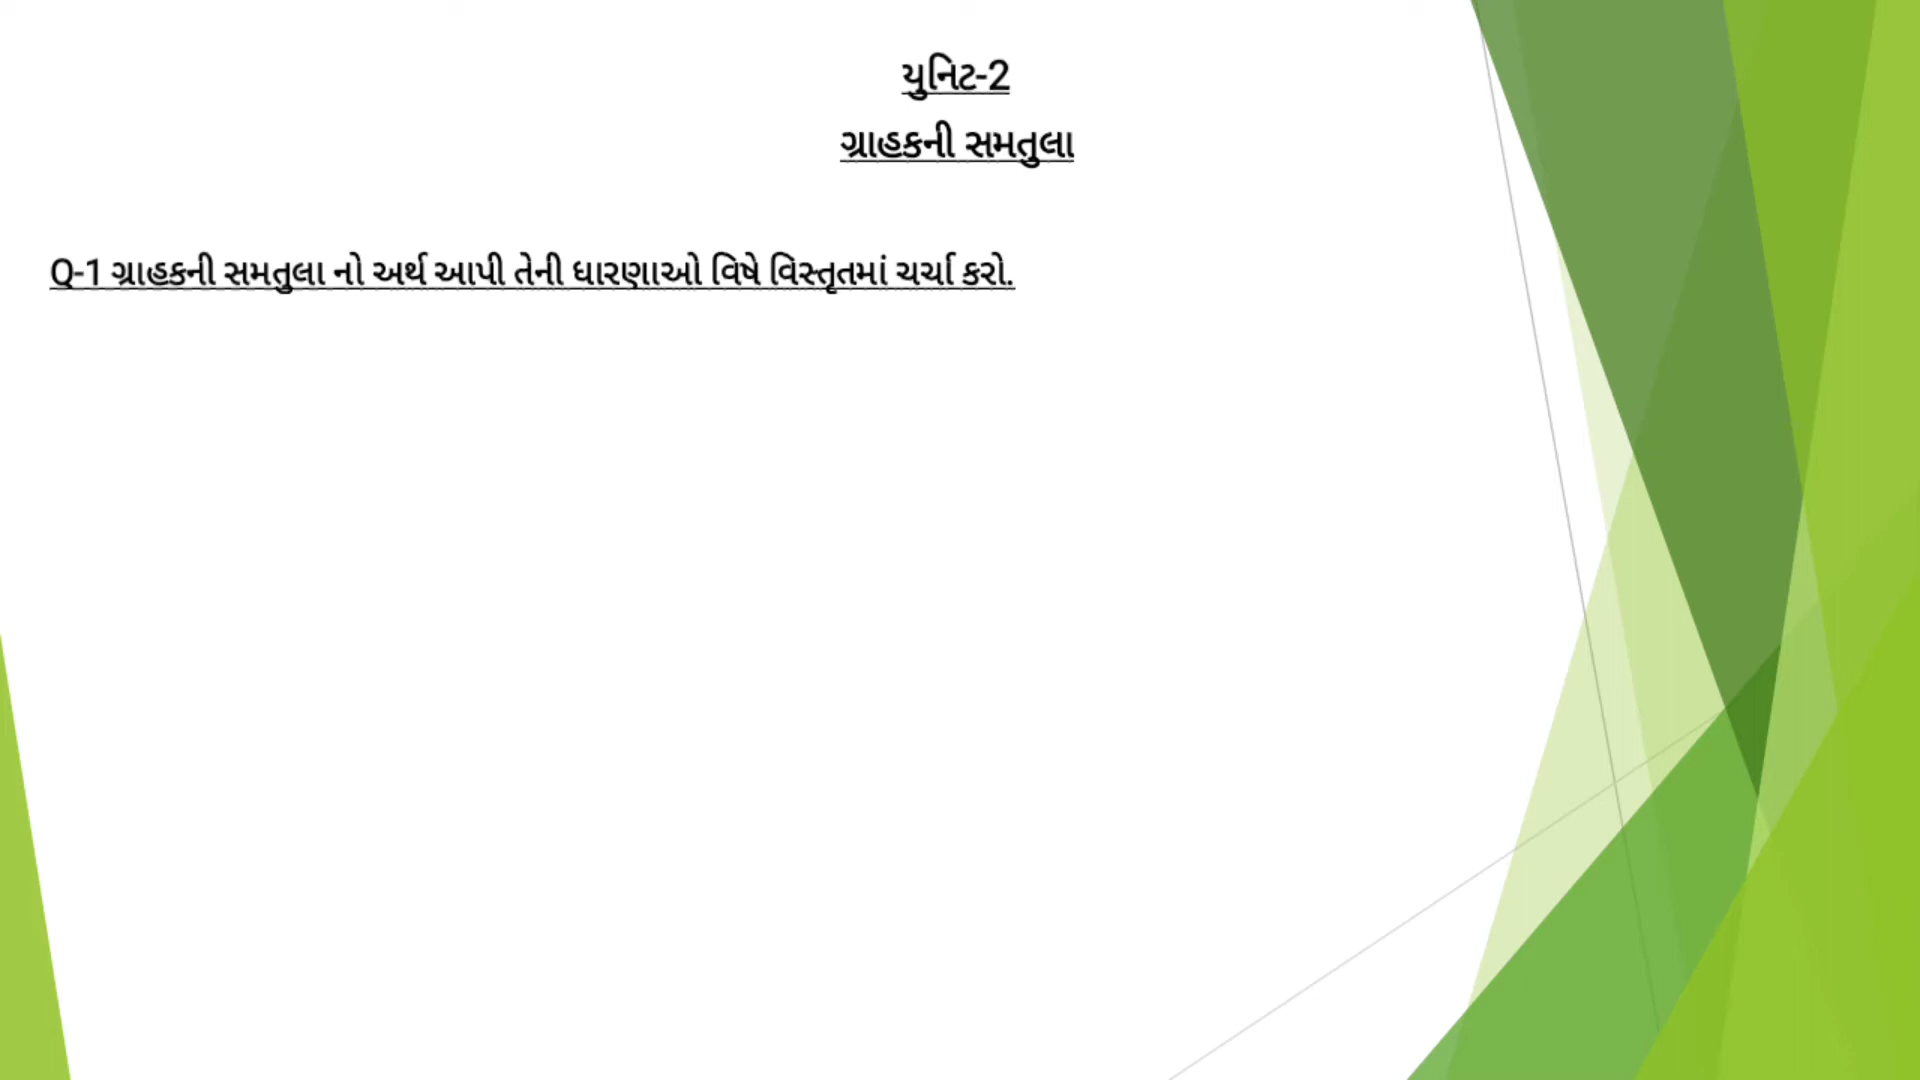 યુનિટ-2
ગ્રાહકની સમતુલા
Q-1 ગ્રાહકની સમતુલા નો અર્થ આપી તેની ધારણાઓ વિષે વિસ્તૃતમાં ચર્ચા કરો.